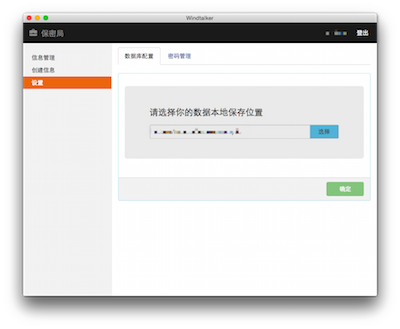 Windtalker
保密局
登出
信息管理
创建信息
设置
数据库配置
密码管理
请选择你的数据本地保存位置
选择
确定